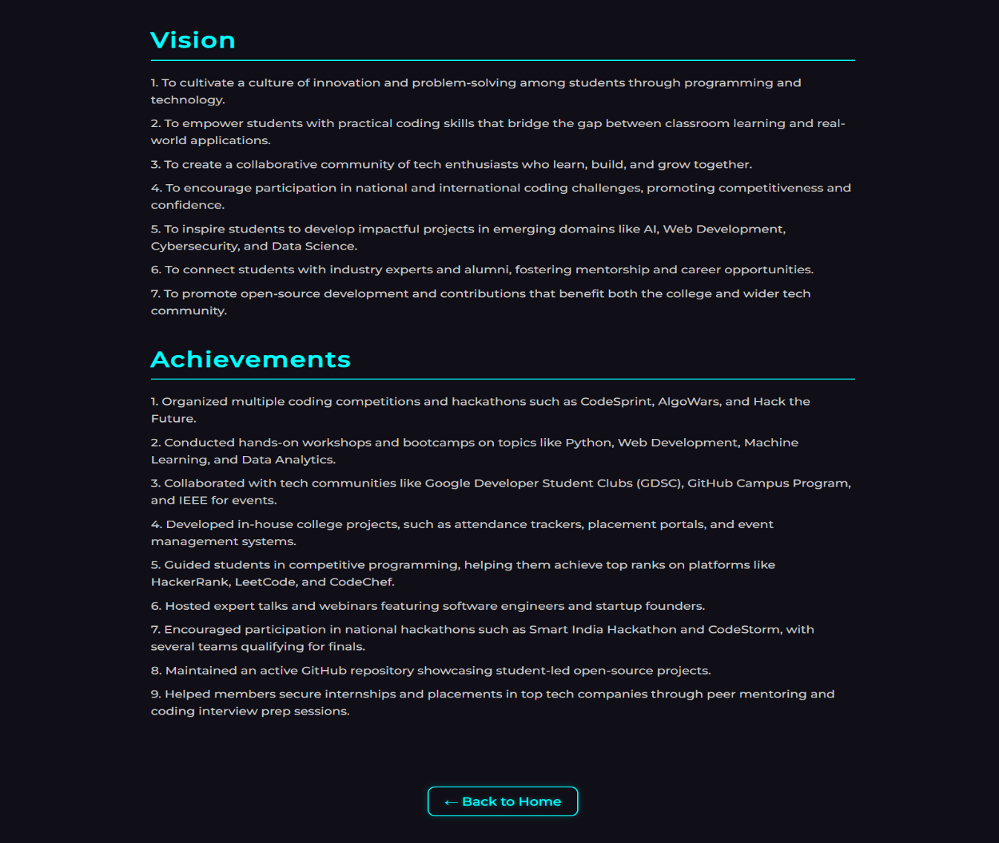 Vision
1. To cultivate a culture of innovation and problem-solving among students through programming and
technology.
2. To empower students with practical coding skills that bridge the gap between classroom learning and real-
world applications.
3. To create a collaborative community of tech enthusiasts who learn, build, and grow together.
4. To encourage participation in national and international coding challenges, promoting competitiveness and
confidence.
5. To inspire students to develop impactful projects in emerging domains like AI, Web Development,
Cybersecurity, and Data Science.
6. To connect students with industry experts and alumni, fostering mentorship and career opportunities.
7. To promote open-source development and contributions that benefit both the college and wider tech
community.
Achievements
1. Organized multiple coding competitions and hackathons such as CodeSprint, AlgoWars, and Hack the
Future.
2. Conducted hands-on workshops and bootcamps on topics like Python, Web Development, Machine
Learning, and Data Analytics.
3. Collaborated with tech communities like Google Developer Student Clubs (GDSC), GitHub Campus Program,
and IEEE for events.
4. Developed in-house college projects, such as attendance trackers, placement portals, and event
management systems.
5. Guided students in competitive programming, helping them achieve top ranks on platforms like
HackerRank, LeetCode, and CodeChef.
6. Hosted expert talks and webinars featuring software engineers and startup founders.
7. Encouraged participation in national hackathons such as Smart India Hackathon and CodeStorm, with
several teams qualifying for finals.
8. Maintained an active GitHub repository showcasing student-led open-source projects.
9. Helped members secure internships and placements in top tech companies through peer mentoring and
coding interview prep sessions.
← Back to Home